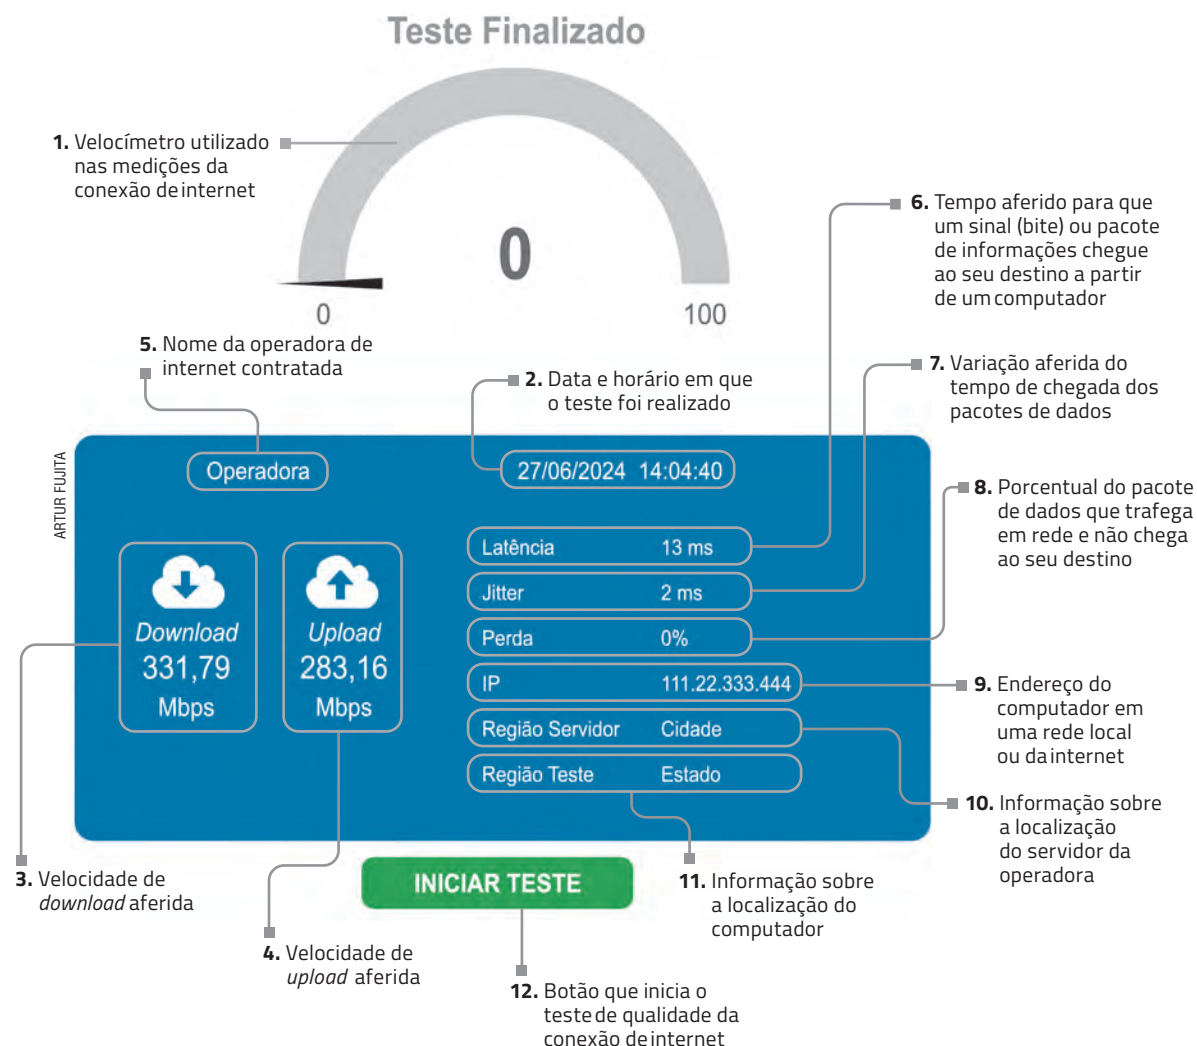 Teste Finalizado
1. Velocímetro utilizado
nas medições da
conexão de internet
0
0
100
6. Tempo aferido para que
um sinal (bite) ou pacote
de informações chegue
ao seu destino a partir
de um computador
5. Nome da operadora de
internet contratada
2. Data e horário em que
o teste foi realizado
7. Variação aferida do
tempo de chegada dos
pacotes de dados
ARTUR FUJITA
Operadora
27/06/2024 14:04:40
8. Porcentual do pacote
de dados que trafega
em rede e não chega
ao seu destino
Download
331,79
Mbps
Upload
283,16
Mbps
Latência 13 ms
Jitter 2 ms
Perda 0%
IP 111.22.333.444
Região Servidor Cidade
Região Teste Estado
9. Endereço do
computador em
uma rede local
ou da internet
10. Informação sobre
a localização
do servidor da
operadora
3. Velocidade de
download aferida
INICIAR TESTE
11. Informação sobre
a localização do
computador
4. Velocidade de
upload aferida
12. Botão que inicia o
teste de qualidade da
conexão de internet